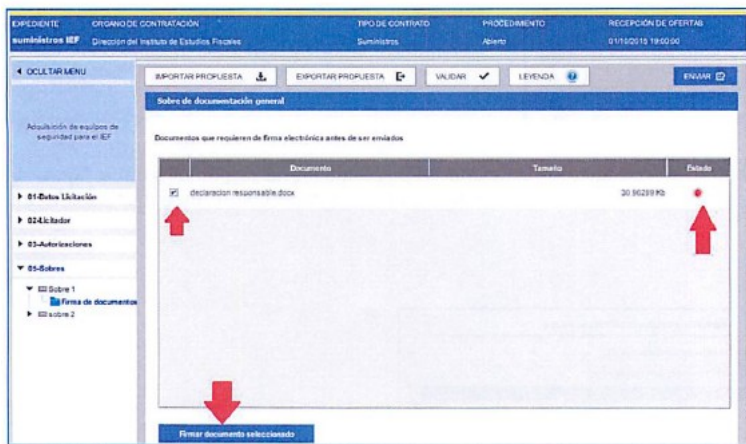 EXPEDIENTE ORGANO DE CONTRATACIÓN TIPO DE CONTRATO PROCEDIMIENTO RECEPCIÓN DE OFERTAS
suministros IEF Dirección del Instituto de Estudios Fiscales Suministros Abierto 01/10/2015 19:00:00
OCULTAR MENU IMPORTAR PROPUESTA EXPORTAR PROPUESTA VALIDAR LEYENDA ENVIAR
Sobre de documentación general
Adquisición de equipos de
seguridad para el IEF
Documentos que requieren de firma electrónica antes de ser enviados
Documento Tamaño Estado
declaracion responsable.docx Kb
01-Datos Licitación
02-Licitador
03-Autorizaciones
05-Sobres
Sobre 1
Firma de documentos
sobre 2
Firmar documento seleccionado